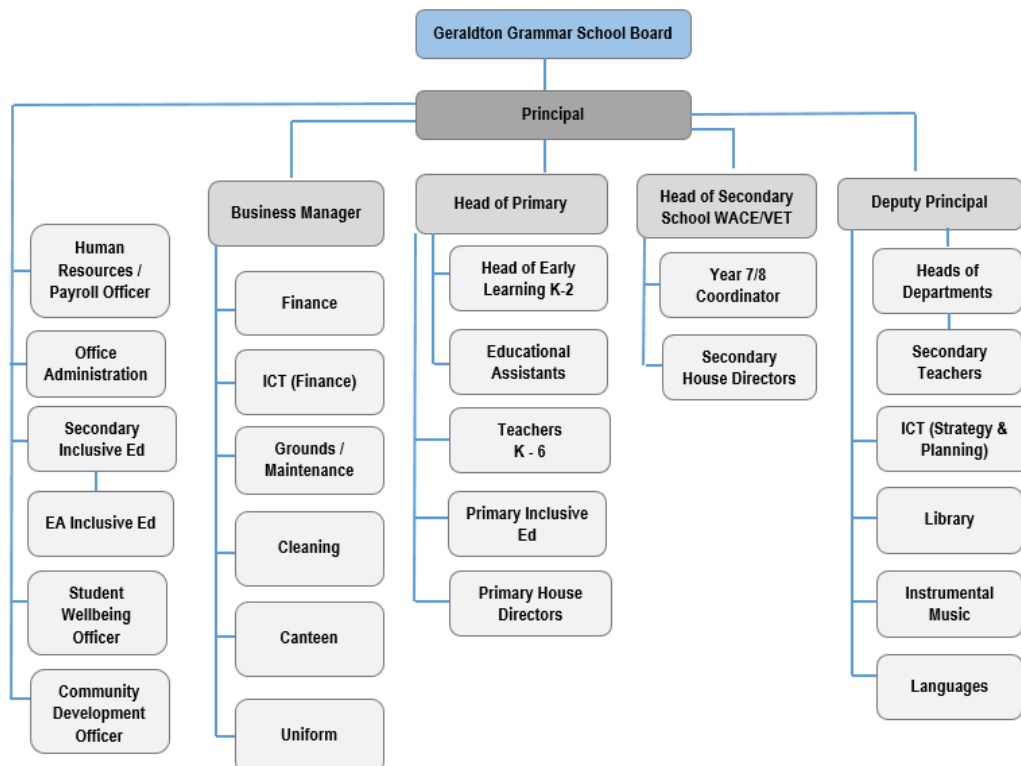 Geraldton Grammar School Board
Principal
Business Manager
Head of Primary
Head of Secondary
School WACE/VET
Deputy Principal
Human
Resources /
Payroll Officer
Office
Administration
Secondary
Inclusive Ed
EA Inclusive Ed
Student
Wellbeing
Officer
Community
Development
Officer
Finance
ICT (Finance)
Grounds /
Maintenance
Cleaning
Canteen
Uniform
Head of Early
Learning K-2
Educational
Assistants
Teachers
K - 6
Primary Inclusive
Ed
Primary House
Directors
Year 7/8
Coordinator
Secondary
House Directors
Heads of
Departments
Secondary
Teachers
ICT (Strategy &
Planning)
Library
Instrumental
Music
Languages